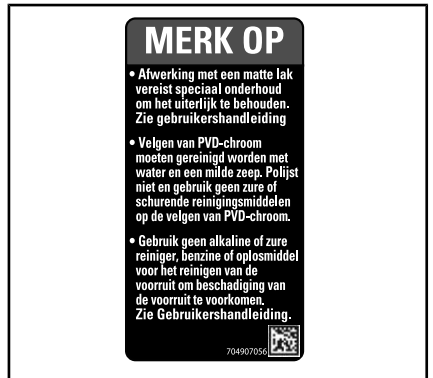 MERK OP
• Afwerking met een matte lak
vereist speciaal onderhoud
om het uiterlijk te behouden.
Zie gebruikershandleiding
• Velgen van PVD-chroom
moeten gereinigd worden met
water en een milde zeep. Polijst
niet en gebruik geen zure of
schurende reinigingsmiddelen
op de velgen van PVD-chroom.
• Gebruik geen alkaline of zure
reiniger, benzine of oplosmiddel
voor het reinigen van de
voorruit om beschadiging van
de voorruit te voorkomen.
Zie Gebruikershandleiding.
704907056